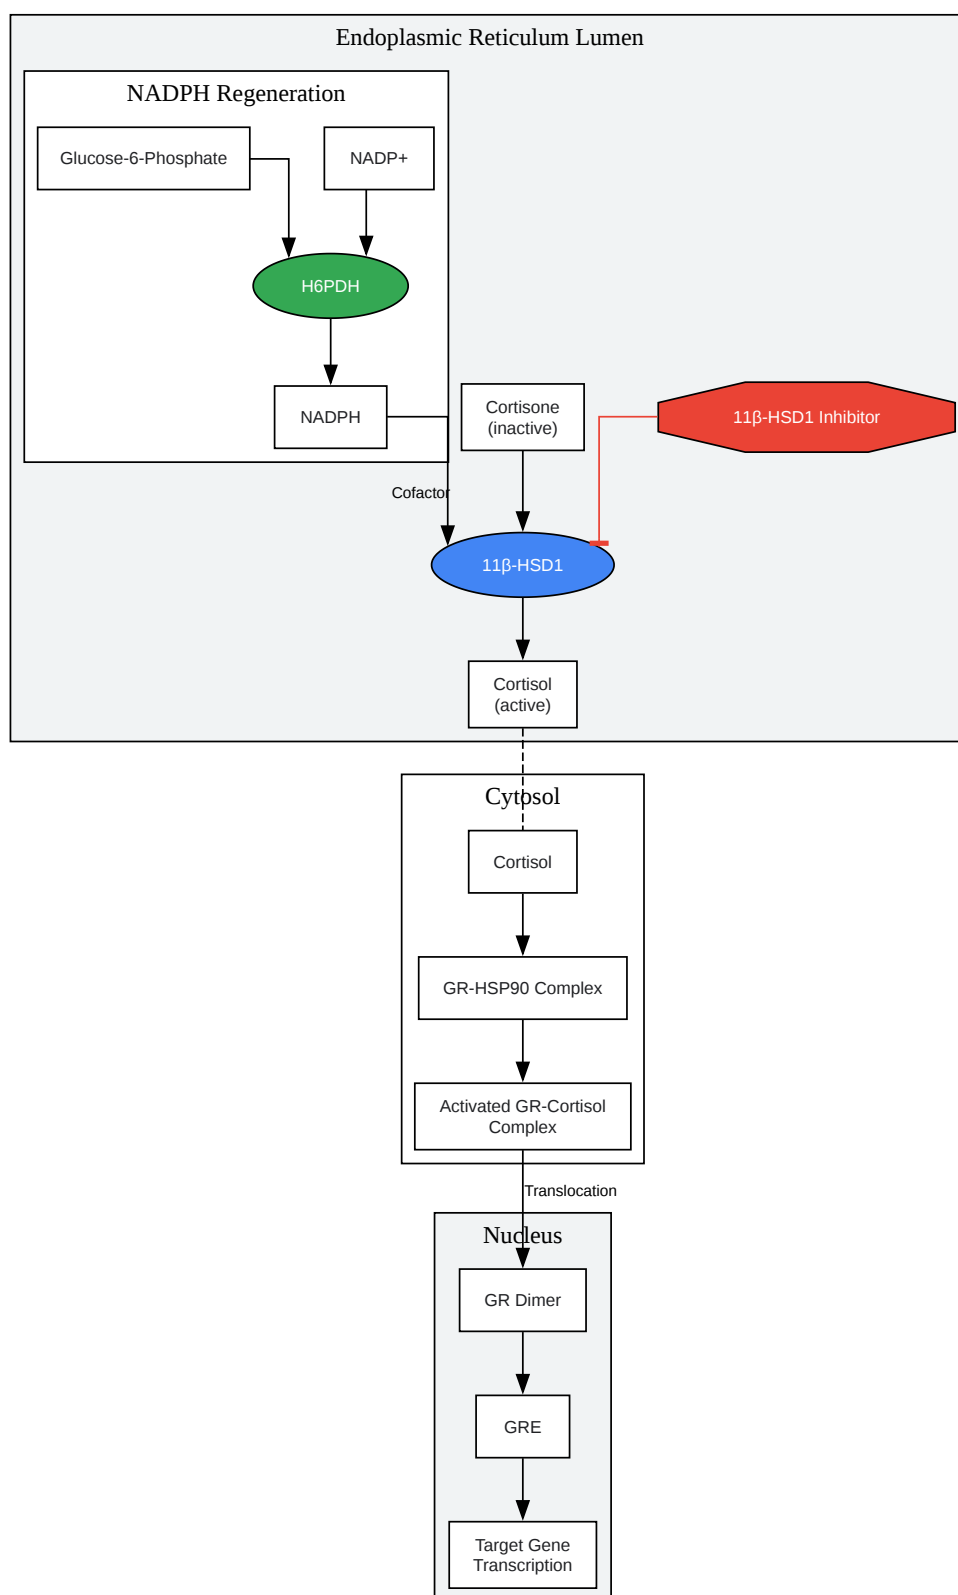 Endoplasmic Reticulum Lumen
NADPH Regeneration
Glucose-6-Phosphate
NADP+
H6PDH
NADPH
Cortisone
(inactive)
11β-HSD1 Inhibitor
Cofactor
11β-HSD1
Cortisol
(active)
Cytosol
Cortisol
GR-HSP90 Complex
Activated GR-Cortisol
Complex
Translocation
Nucleus
GR Dimer
GRE
Target Gene
Transcription